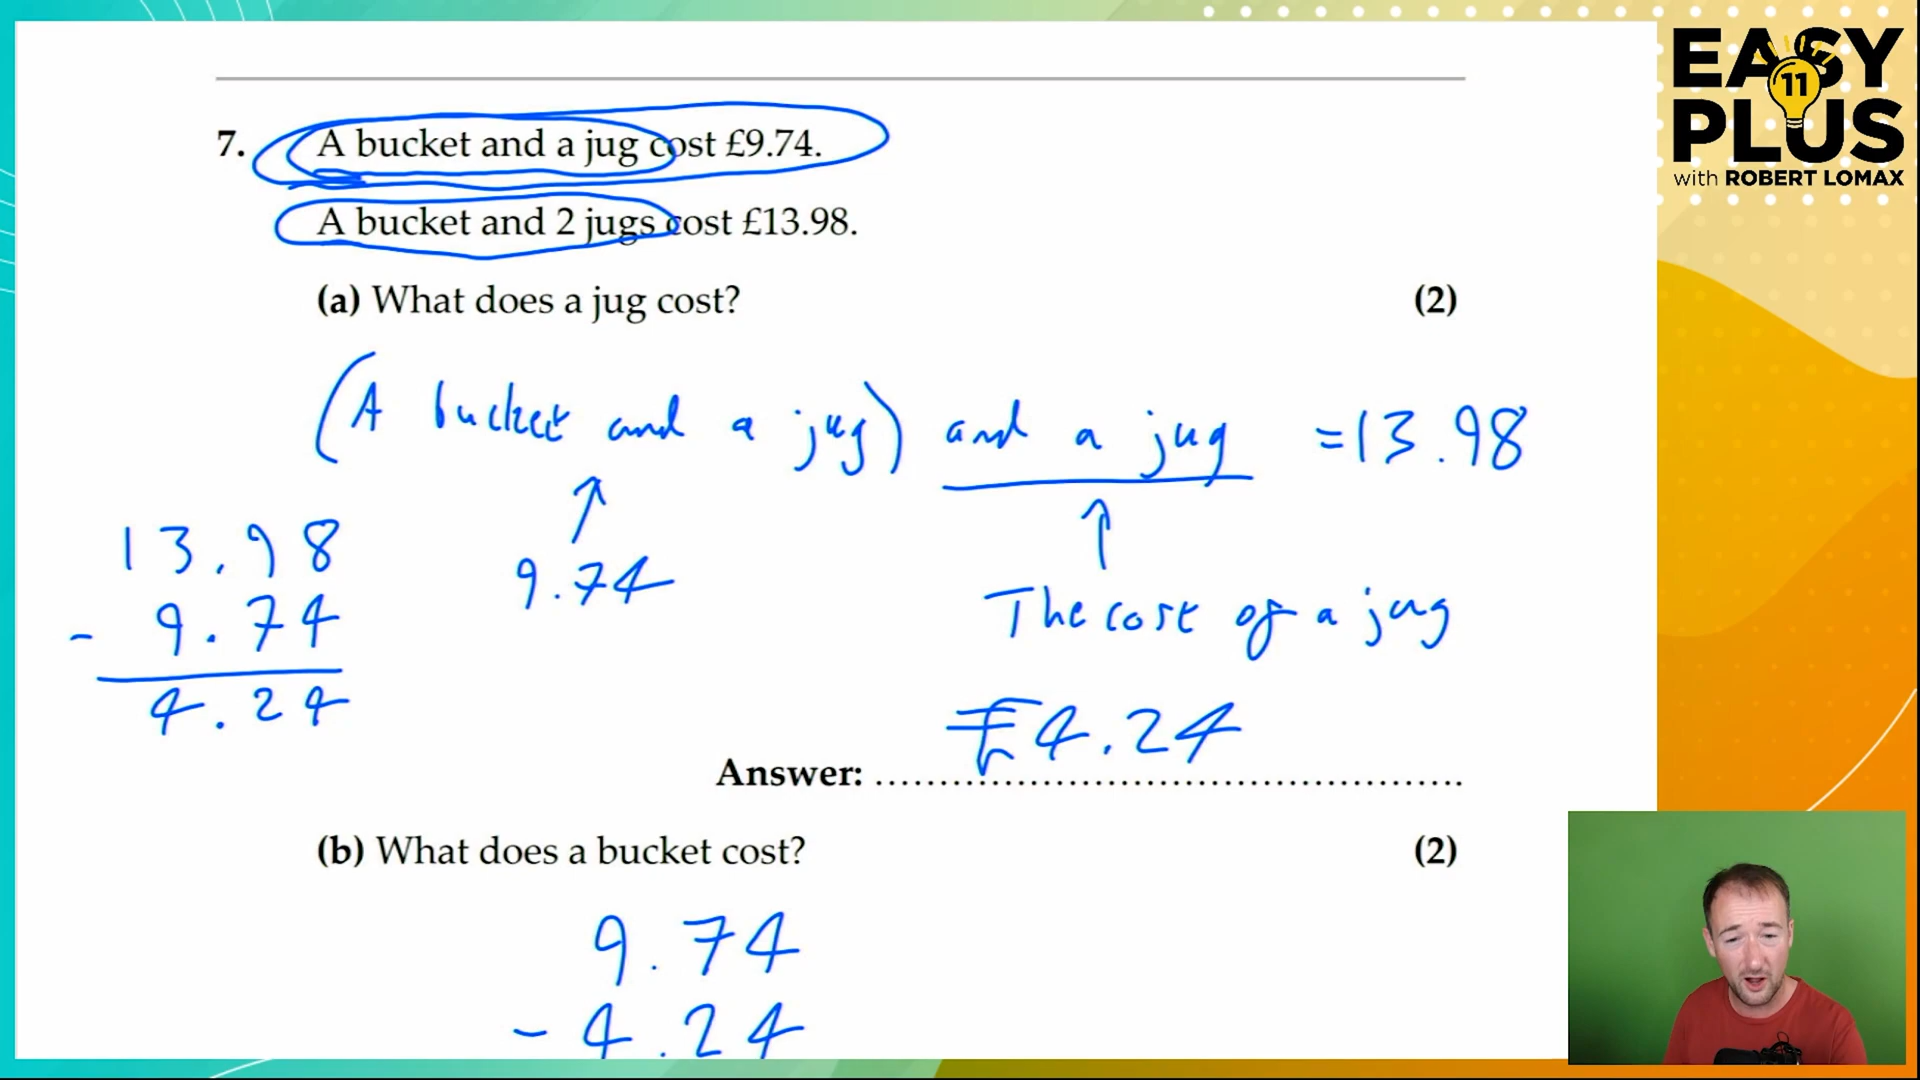 EASY
11
PLUS
with ROBERT LOMAX
7. A bucket and a jug cost £9.74.
A bucket and 2 jugs cost £13.98.
(a) What does a jug cost? (2)
(A bucket and a jug) and a jug =13.98
↑ ↑
9.74 The cost of a jug
13.98
- 9.74
4.24
£4.24
Answer: ..................................................
(b) What does a bucket cost? (2)
9.74
- 4.24